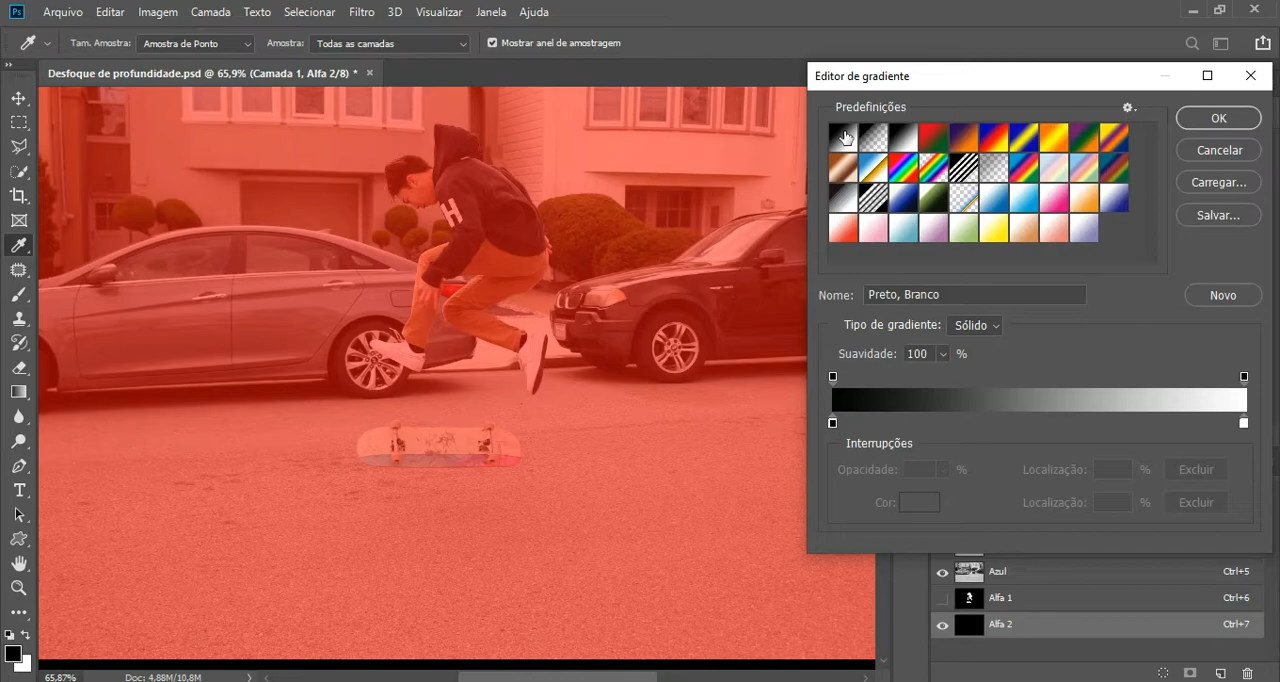 Ps Arquivo Editar Imagem Camada Texto Selecionar Filtro 3D Visualizar Janela Ajuda
Tam. Amostra: Amostra de Ponto Amostra: Todas as camadas Mostrar anel de amostragem
Desfoque de profundidade.psd @ 65,9% (Camada 1, Alfa 2/8) * ×
Editor de gradiente
Predefinições
OK
Cancelar
Carregar...
Salvar...
Nome: Preto, Branco
Novo
Tipo de gradiente: Sólido
Suavidade: 100 %
Interrupções
Opacidade: % Localização: % Excluir
Cor: Localização: % Excluir
H
Azul Ctrl+5
Alfa 1 Ctrl+6
Alfa 2 Ctrl+7
65,87% Doc: 4,88M/10,8M